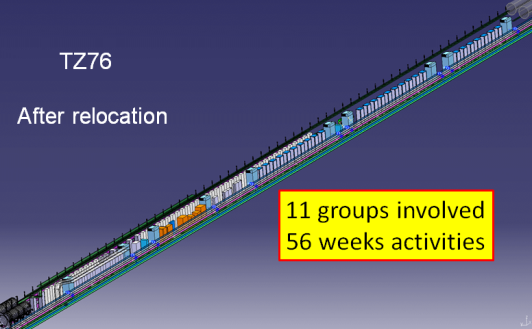 TZ76
After relocation
11 groups involved
56 weeks activities